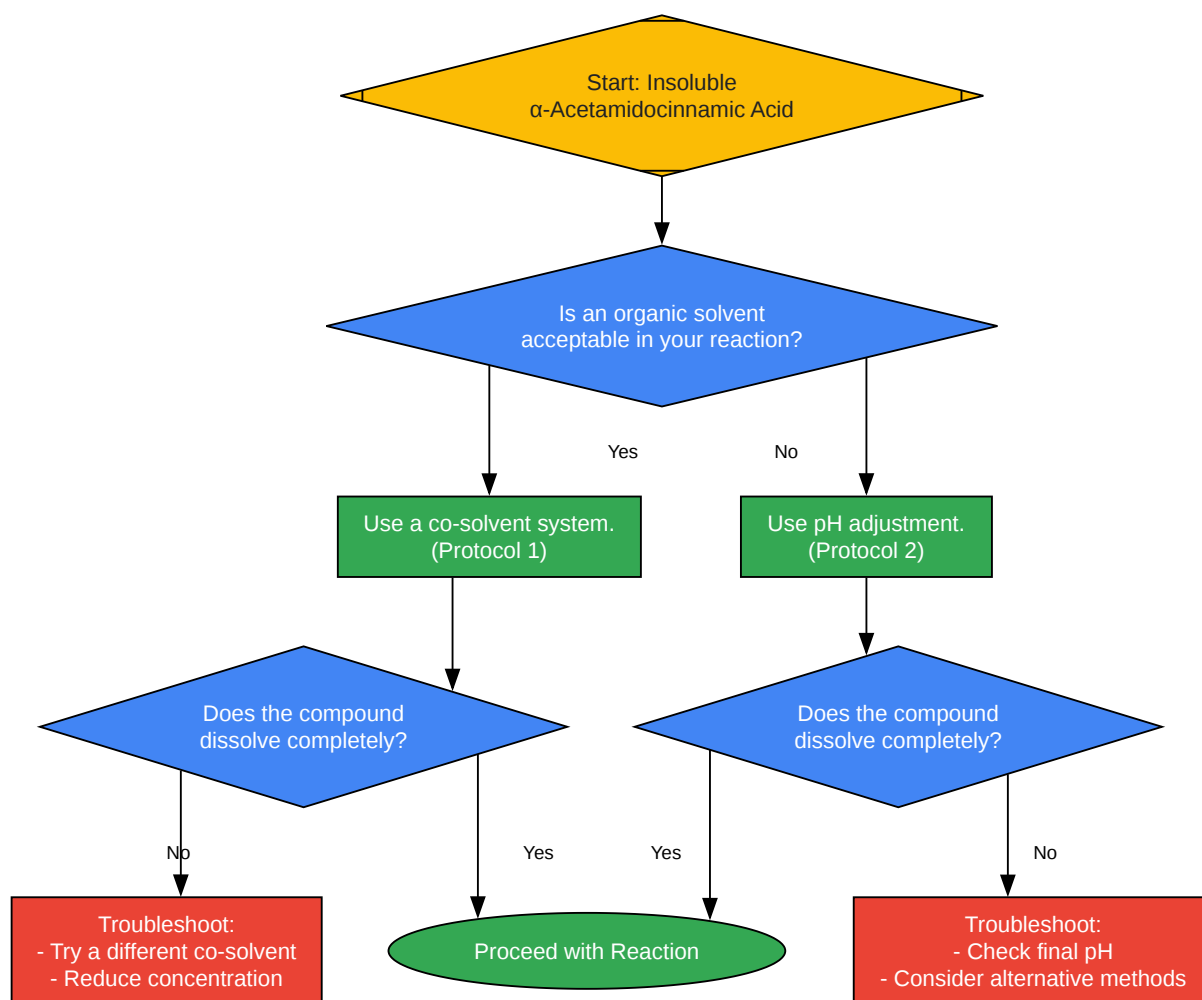 Start: Insoluble
α-Acetamidocinnamic Acid
Is an organic solvent
acceptable in your reaction?
Yes
No
Use a co-solvent system.
(Protocol 1)
Use pH adjustment.
(Protocol 2)
Does the compound
dissolve completely?
Does the compound
dissolve completely?
No
Yes
Yes
No
Troubleshoot:
- Try a different co-solvent
- Reduce concentration
Proceed with Reaction
Troubleshoot:
- Check final pH
- Consider alternative methods